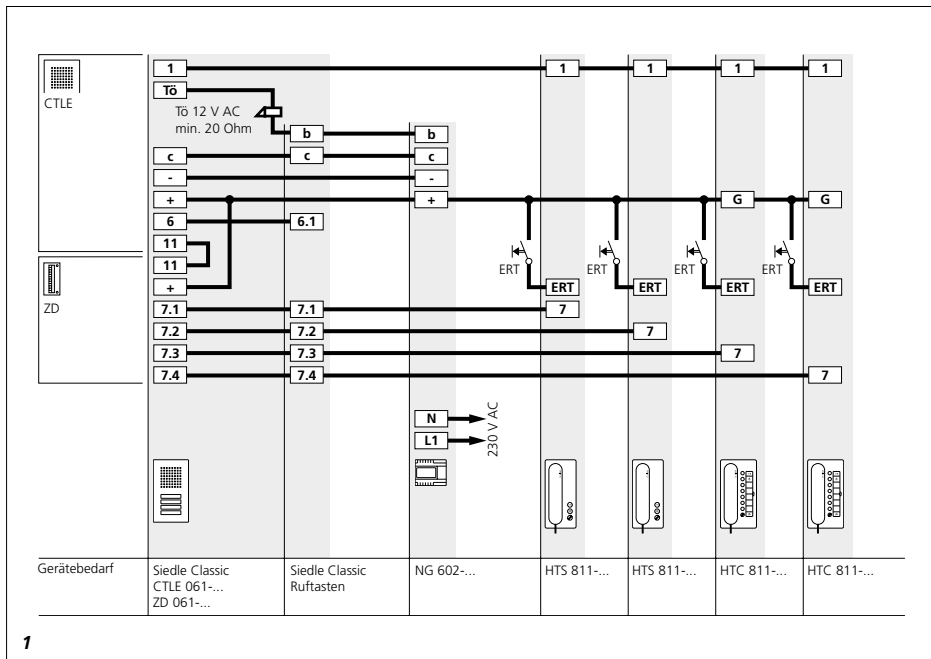 CTLE
1 1 1 1 1
Tö
Tö 12 V AC
min. 20 Ohm
b b
c c c
- -
+ + G G
6 6.1
11
ERT ERT ERT ERT
11
ZD
+ ERT ERT ERT ERT
7.1 7.1 7
7.2 7.2 7
7.3 7.3 7
7.4 7.4 7
N
L1
230 V AC
Gerätebedarf
Siedle Classic
CTLE 061-...
ZD 061-...
Siedle Classic
Ruftasten
NG 602-...
HTS 811-...
HTS 811-...
HTC 811-...
HTC 811-...
1